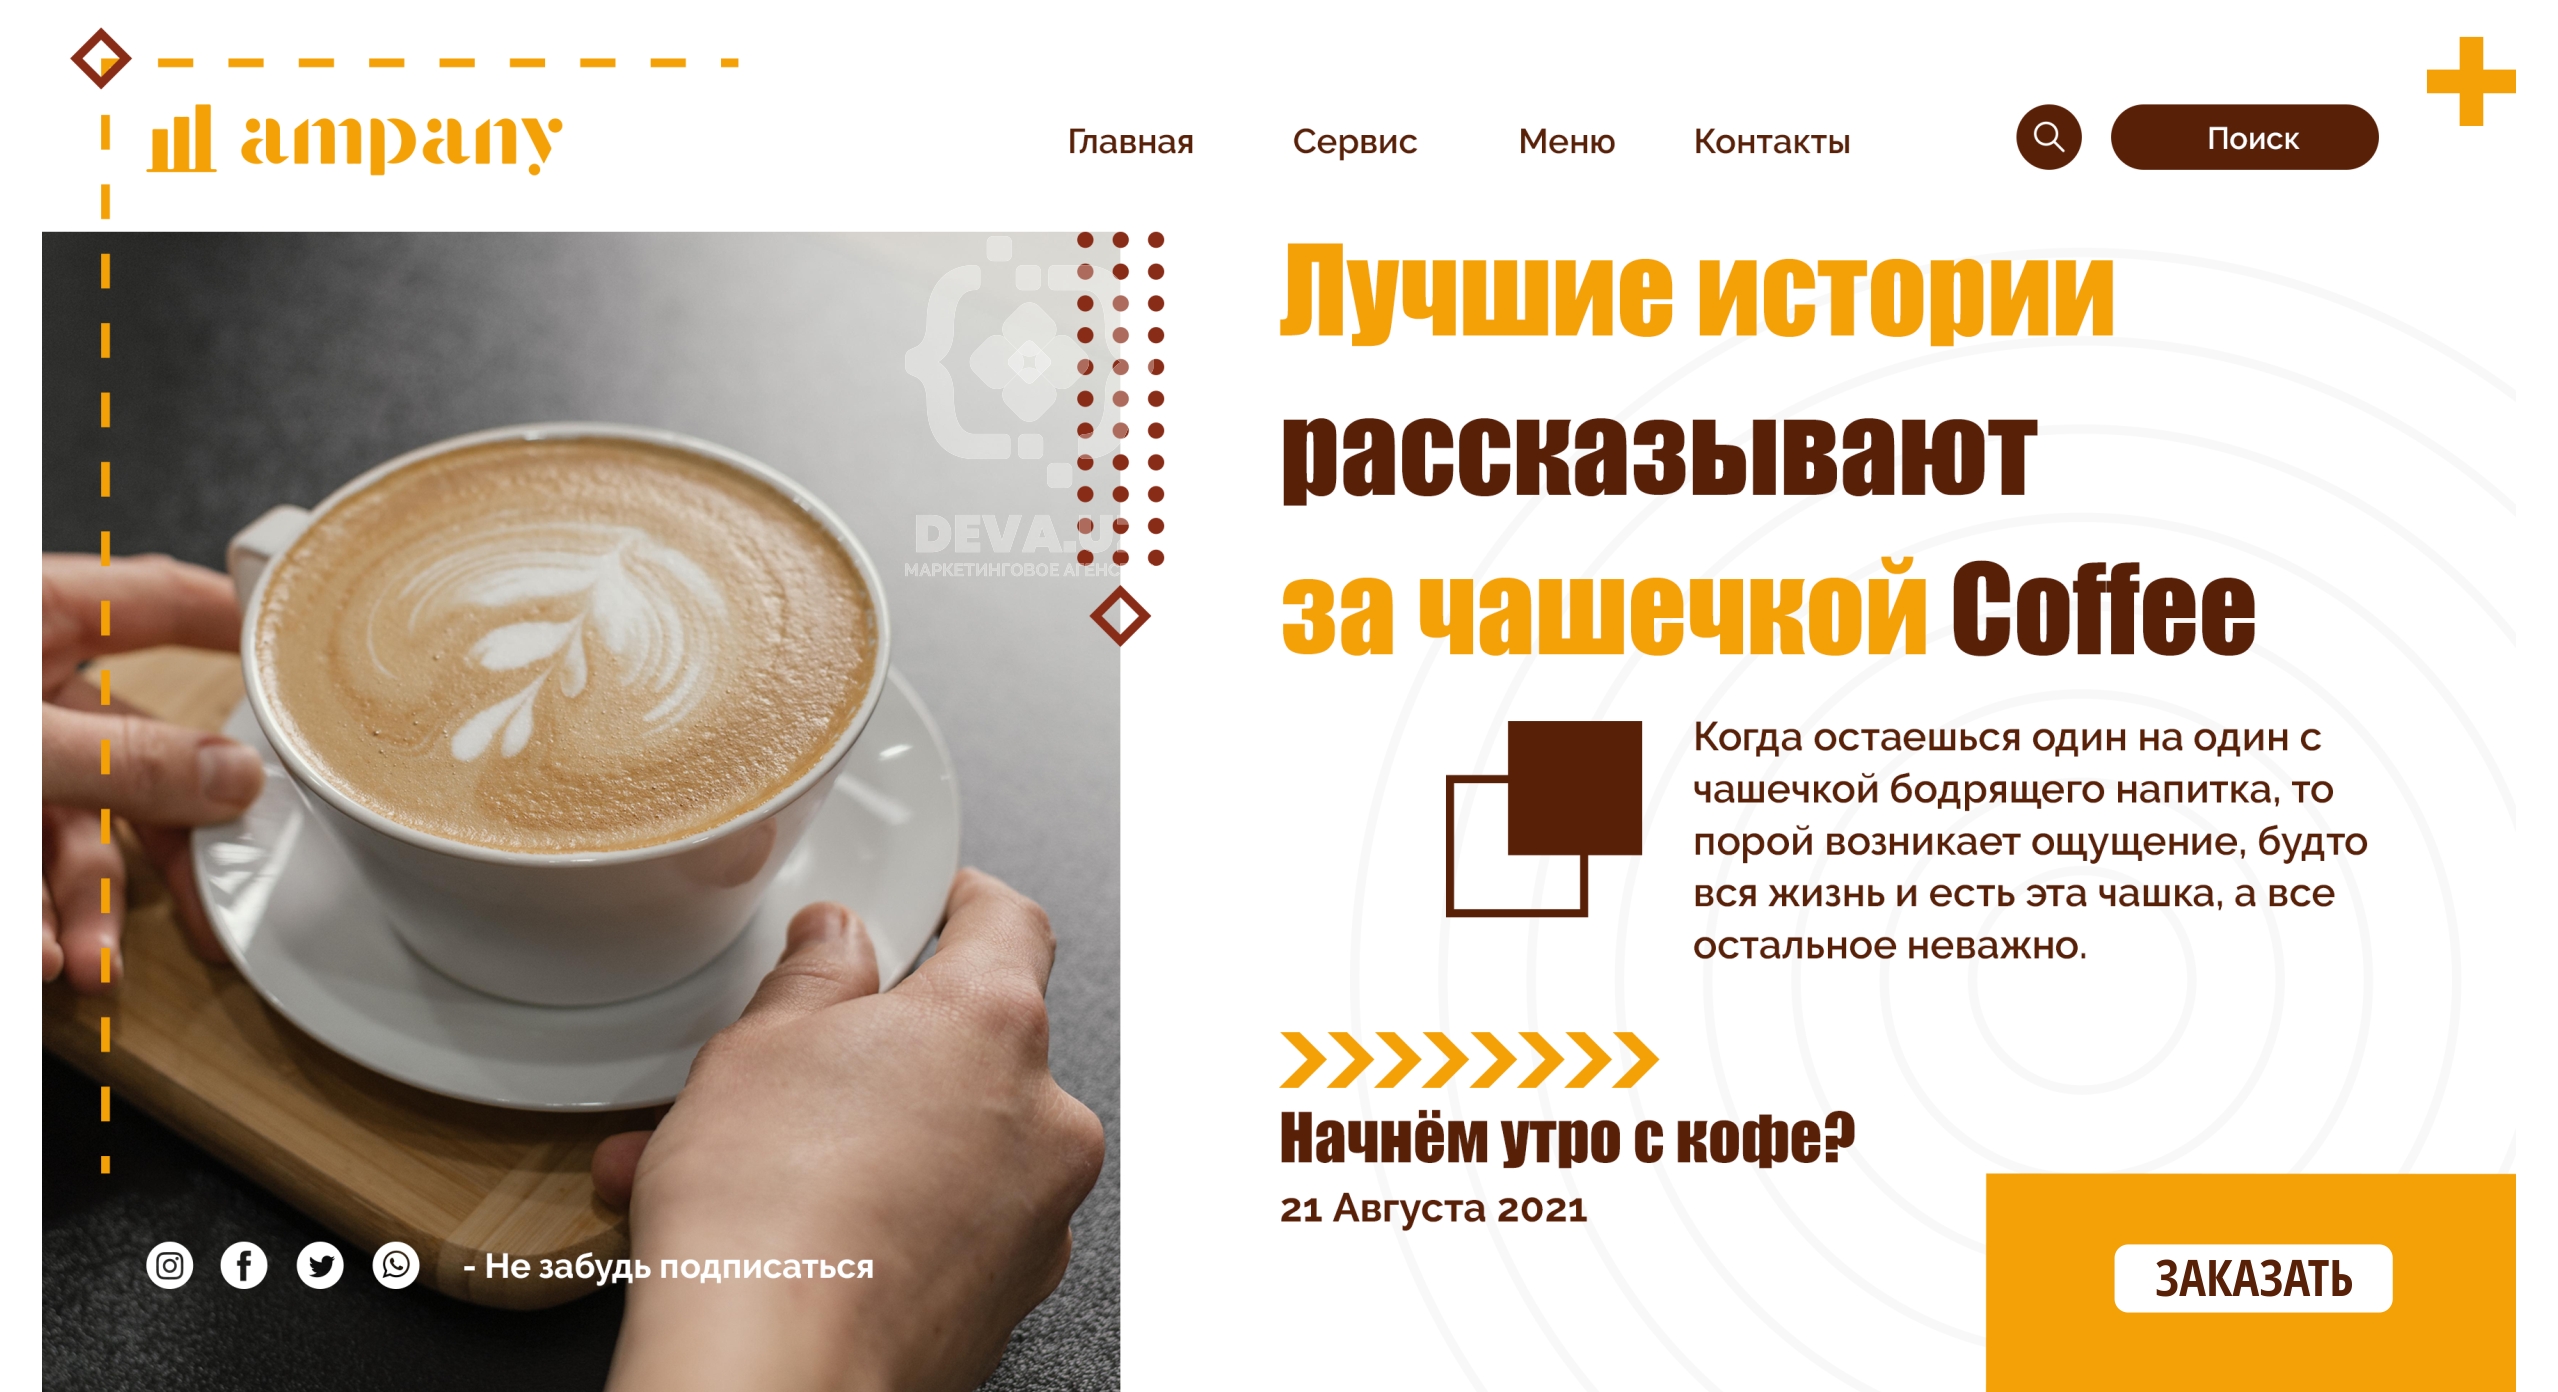 ampany
Главная Сервис Меню Контакты Поиск
Лучшие истории
рассказывают
за чашечкой Coffee
DEVA.U
МАРКЕТИНГОВОЕ АГЕНС
Когда остаешься один на один с
чашечкой бодрящего напитка, то
порой возникает ощущение, будто
вся жизнь и есть эта чашка, а все
остальное неважно.
Начнём утро с кофе?
21 Августа 2021
- Не забудь подписаться
ЗАКАЗАТЬ